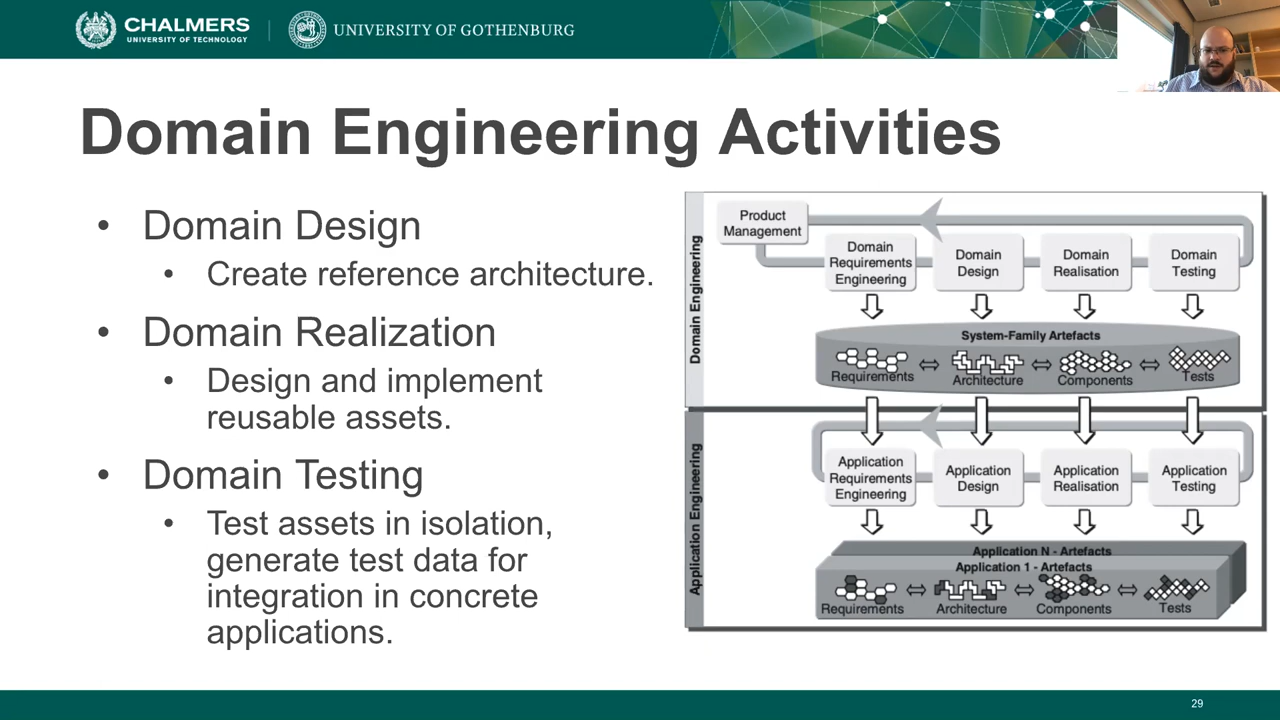 CHALMERS
UNIVERSITY OF TECHNOLOGY
UNIVERSITY OF GOTHENBURG
Domain Engineering Activities
• Domain Design
• Create reference architecture.
• Domain Realization
• Design and implement
reusable assets.
• Domain Testing
• Test assets in isolation,
generate test data for
integration in concrete
applications.
Domain Engineering
Product
Management
Domain
Requirements
Engineering
Domain
Design
Domain
Realisation
Domain
Testing
System-Family Artefacts
Requirements
Architecture
Components
Tests
Application Engineering
Application
Requirements
Engineering
Application
Design
Application
Realisation
Application
Testing
Application N - Artefacts
Application 1 - Artefacts
Requirements
Architecture
Components
Tests
29